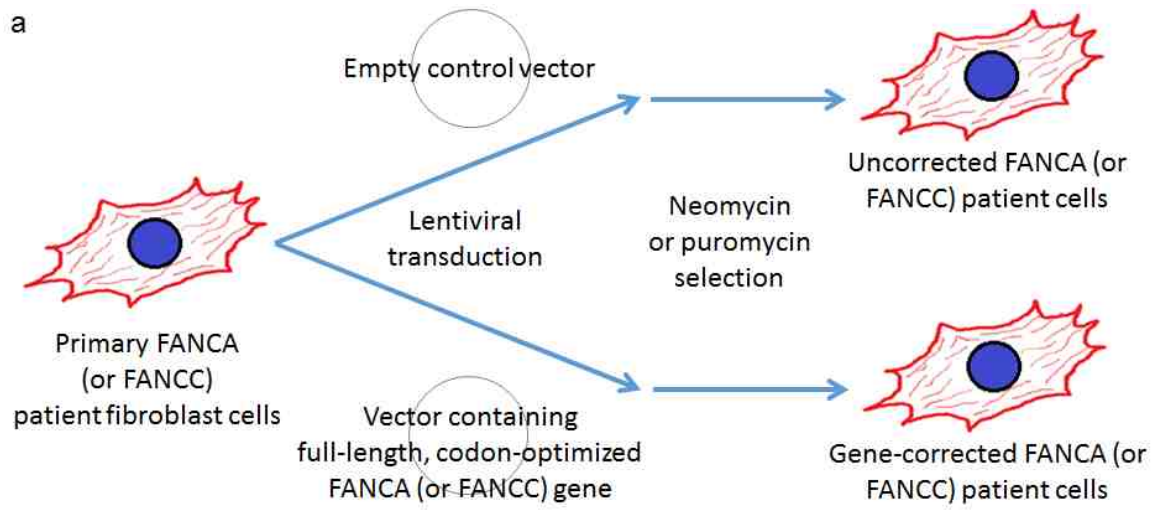 a
Empty control vector
Uncorrected FANCA (or
FANCC) patient cells
Lentiviral
transduction
Neomycin
or puromycin
selection
Primary FANCA
(or FANCC)
patient fibroblast cells
Vector containing
full-length, codon-optimized
FANCA (or FANCC) gene
Gene-corrected FANCA (or
FANCC) patient cells